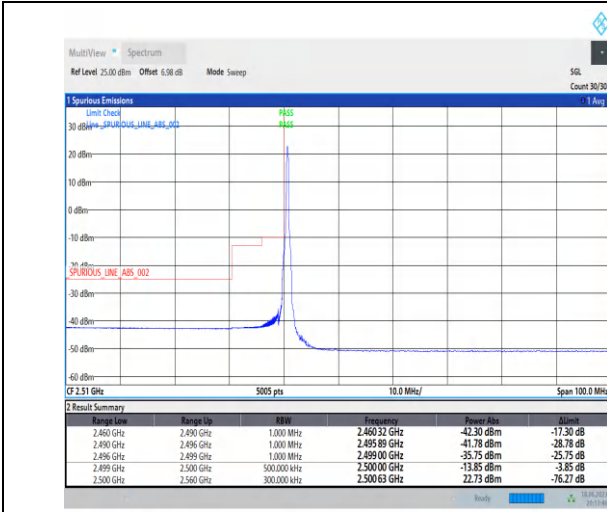 MultiView Spectrum
Ref Level 25.00 dBm Offset 6.98 dB Mode Sweep SGL
Count 30/30
1 Spurious Emissions 1 Avg
Limit Check PASS
Line _SPURIOUS_LINE_ABS_002 PASS
30 dBm
20 dBm
10 dBm
0 dBm
-10 dBm
-20 dBm
_SPURIOUS_LINE_ABS_002
-30 dBm
-40 dBm
-50 dBm
-60 dBm
CF 2.51 GHz 5005 pts 10.0 MHz/ Span 100.0 MHz
2 Result Summary
Range Low Range Up RBW Frequency Power Abs ΔLimit
2.460 GHz 2.490 GHz 1.000 MHz 2.460 32 GHz -42.30 dBm -17.30 dB
2.490 GHz 2.496 GHz 1.000 MHz 2.495 89 GHz -41.78 dBm -28.78 dB
2.496 GHz 2.499 GHz 1.000 MHz 2.499 00 GHz -35.75 dBm -25.75 dB
2.499 GHz 2.500 GHz 500.000 kHz 2.500 00 GHz -13.85 dBm -3.85 dB
2.500 GHz 2.560 GHz 300.000 kHz 2.500 63 GHz 22.73 dBm -76.27 dB
Ready